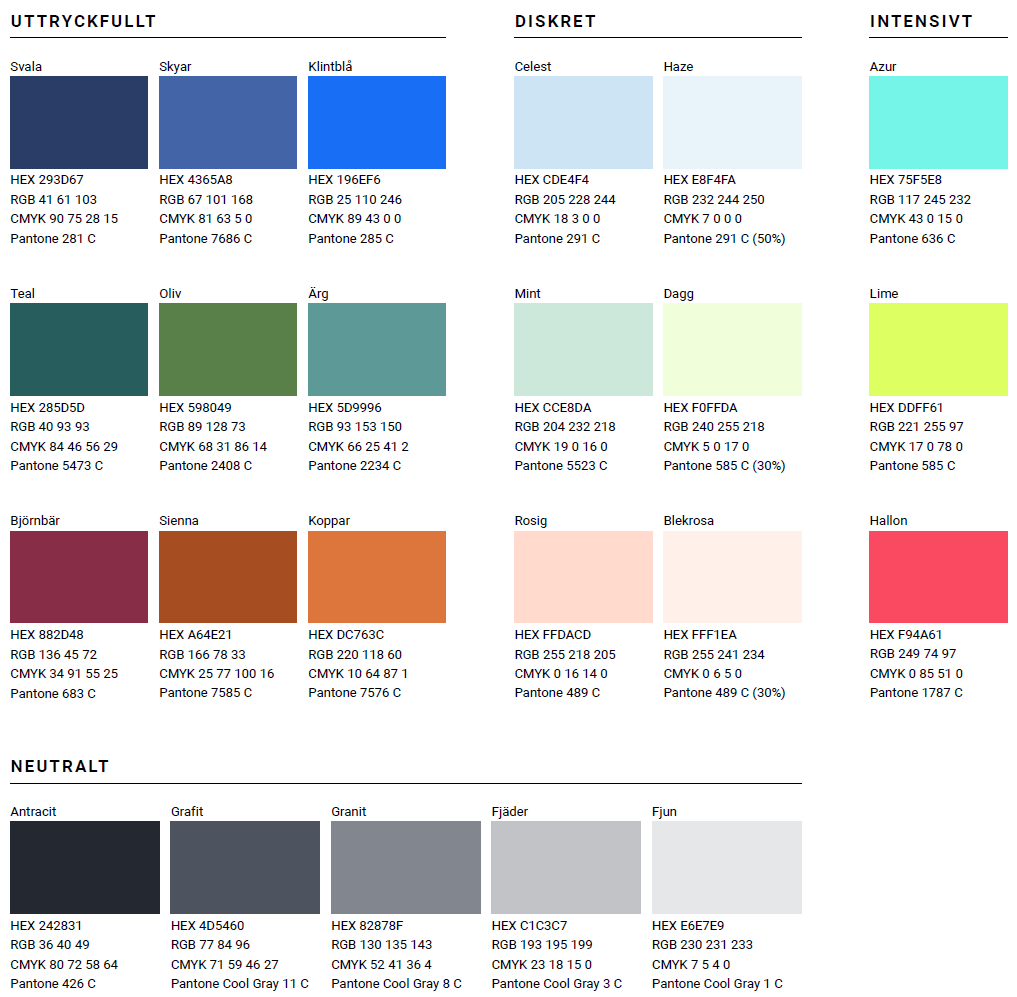 UTTRYCKFULLT
Svala
HEX 293D67
RGB 41 61 103
CMYK 90 75 28 15
Pantone 281 C
Skyar
HEX 4365A8
RGB 67 101 168
CMYK 81 63 5 0
Pantone 7686 C
Klintblå
HEX 196EF6
RGB 25 110 246
CMYK 89 43 0 0
Pantone 285 C
Teal
HEX 285D5D
RGB 40 93 93
CMYK 84 46 56 29
Pantone 5473 C
Oliv
HEX 598049
RGB 89 128 73
CMYK 68 31 86 14
Pantone 2408 C
Ärg
HEX 5D9996
RGB 93 153 150
CMYK 66 25 41 2
Pantone 2234 C
Björnbär
HEX 882D48
RGB 136 45 72
CMYK 34 91 55 25
Pantone 683 C
Sienna
HEX A64E21
RGB 166 78 33
CMYK 25 77 100 16
Pantone 7585 C
Koppar
HEX DC763C
RGB 220 118 60
CMYK 10 64 87 1
Pantone 7576 C
DISKRET
Celest
HEX CDE4F4
RGB 205 228 244
CMYK 18 3 0 0
Pantone 291 C
Haze
HEX E8F4FA
RGB 232 244 250
CMYK 7 0 0 0
Pantone 291 C (50%)
Mint
HEX CCE8DA
RGB 204 232 218
CMYK 19 0 16 0
Pantone 5523 C
Dagg
HEX F0FFDA
RGB 240 255 218
CMYK 5 0 17 0
Pantone 585 C (30%)
Rosig
HEX FFDACD
RGB 255 218 205
CMYK 0 16 14 0
Pantone 489 C
Blekrosa
HEX FFF1EA
RGB 255 241 234
CMYK 0 6 5 0
Pantone 489 C (30%)
INTENSIVT
Azur
HEX 75F5E8
RGB 117 245 232
CMYK 43 0 15 0
Pantone 636 C
Lime
HEX DDFF61
RGB 221 255 97
CMYK 17 0 78 0
Pantone 585 C
Hallon
HEX F94A61
RGB 249 74 97
CMYK 0 85 51 0
Pantone 1787 C
NEUTRALT
Antracit
HEX 242831
RGB 36 40 49
CMYK 80 72 58 64
Pantone 426 C
Grafit
HEX 4D5460
RGB 77 84 96
CMYK 71 59 46 27
Pantone Cool Gray 11 C
Granit
HEX 82878F
RGB 130 135 143
CMYK 52 41 36 4
Pantone Cool Gray 8 C
Fjäder
HEX C1C3C7
RGB 193 195 199
CMYK 23 18 15 0
Pantone Cool Gray 3 C
Fjun
HEX E6E7E9
RGB 230 231 233
CMYK 7 5 4 0
Pantone Cool Gray 1 C